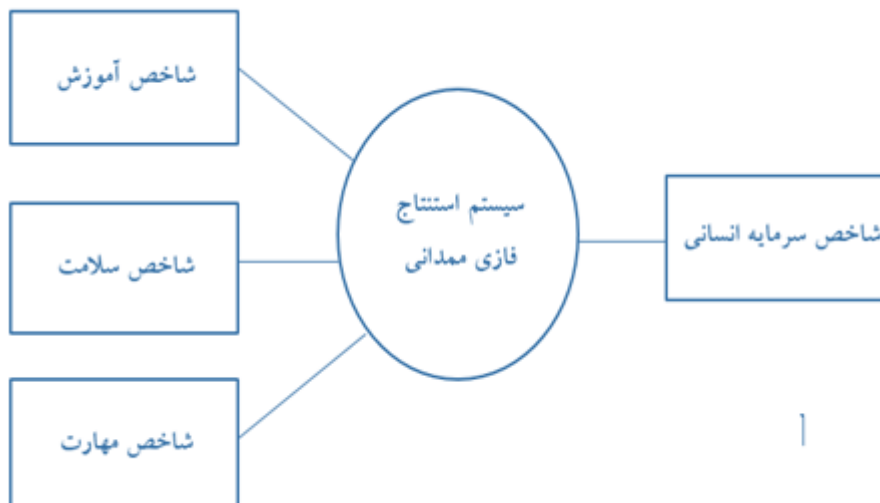 شاخص آموزش
شاخص سلامت
شاخص مهارت
سیستم استنتاج
فازی ممدانی
شاخص سرمایه انسانی